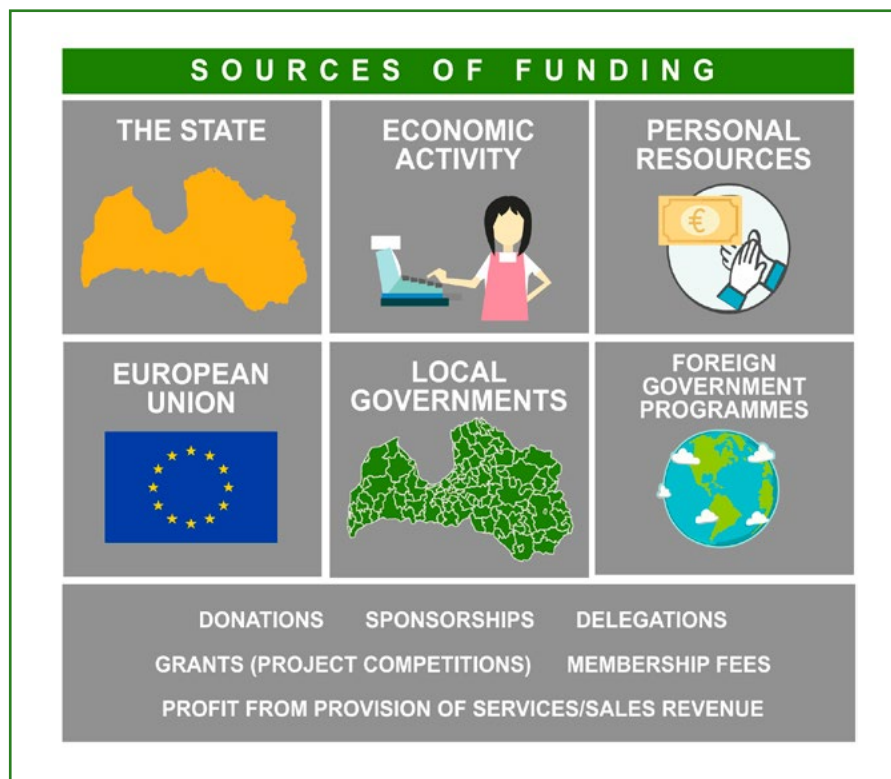 SOURCES OF FUNDING
THE STATE
ECONOMIC
ACTIVITY
PERSONAL
RESOURCES
€
EUROPEAN
UNION
LOCAL
GOVERNMENTS
FOREIGN
GOVERNMENT
PROGRAMMES
DONATIONS SPONSORSHIPS DELEGATIONS
GRANTS (PROJECT COMPETITIONS) MEMBERSHIP FEES
PROFIT FROM PROVISION OF SERVICES/SALES REVENUE